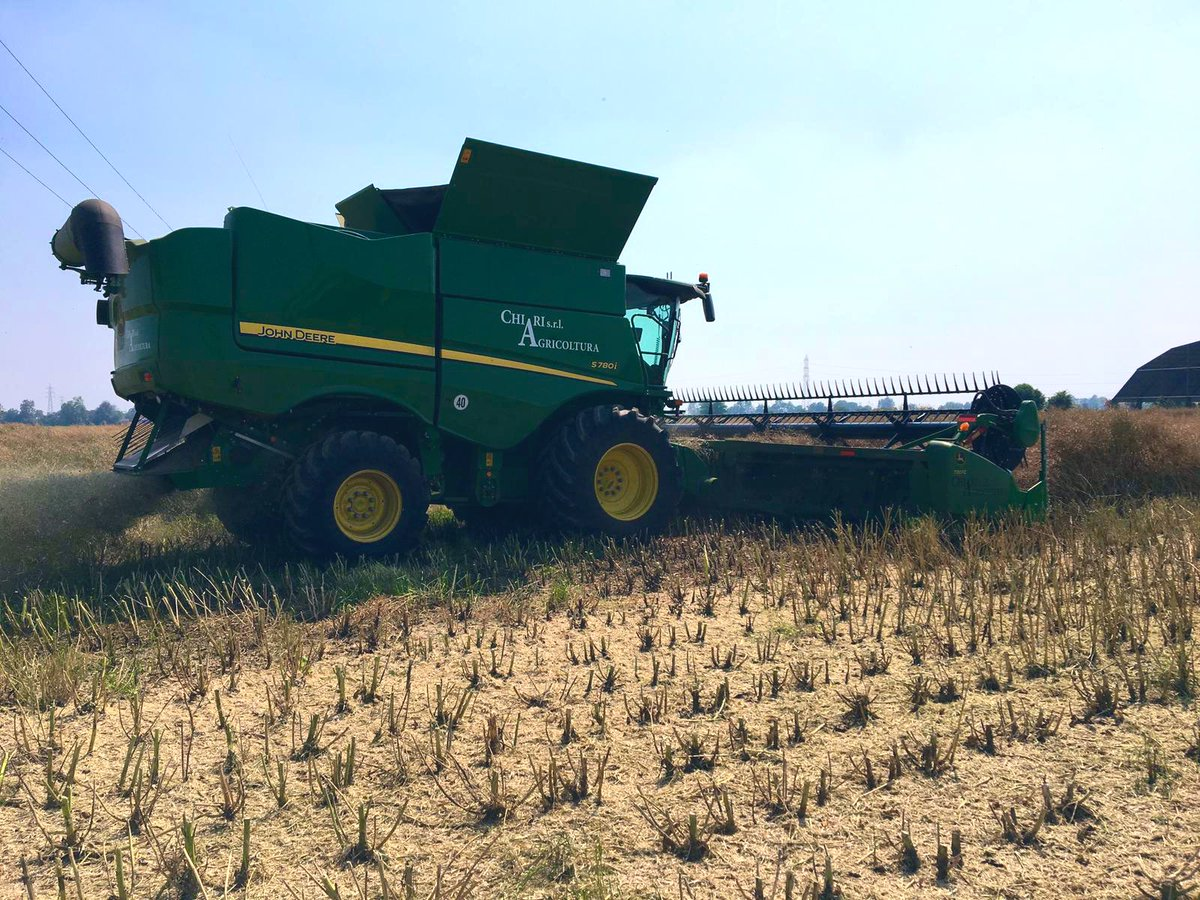 CHIARI s.r.l.
AGRICOLTURA
JOHN DEERE
S780i
40